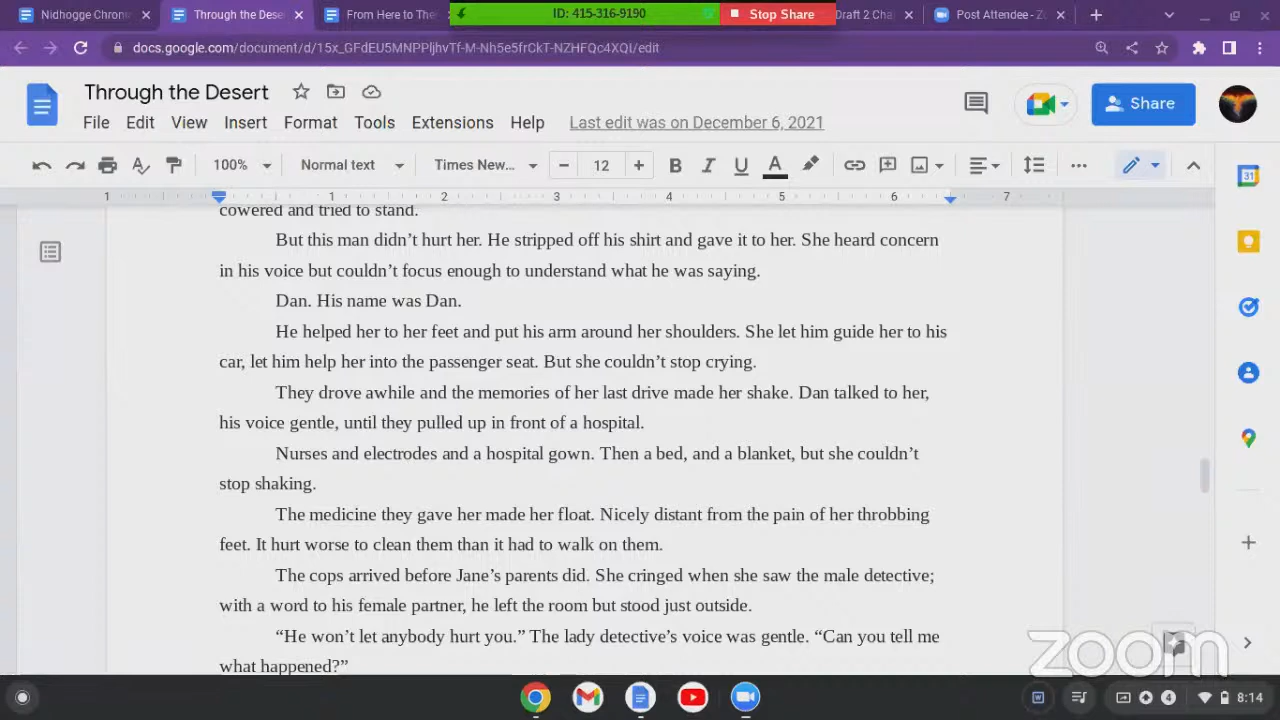 Nidhogge Chron
Through the Dese
From Here to The
ID: 415-316-9190
Stop Share
Draft 2 Cha
Post Attendee - Zo
docs.google.com/document/d/15x_GFdEU5MNPPljhvTf-M-Nh5e5frCkT-NZHFQc4XQI/edit
Through the Desert
Share
File Edit View Insert Format Tools Extensions Help Last edit was on December 6, 2021
100% Normal text Times New... 12 B I U A
1 1 2 3 4 5 6 7
31
cowered and tried to stand.
But this man didn’t hurt her. He stripped off his shirt and gave it to her. She heard concern
in his voice but couldn’t focus enough to understand what he was saying.
Dan. His name was Dan.
He helped her to her feet and put his arm around her shoulders. She let him guide her to his
car, let him help her into the passenger seat. But she couldn’t stop crying.
They drove awhile and the memories of her last drive made her shake. Dan talked to her,
his voice gentle, until they pulled up in front of a hospital.
Nurses and electrodes and a hospital gown. Then a bed, and a blanket, but she couldn’t
stop shaking.
The medicine they gave her made her float. Nicely distant from the pain of her throbbing
feet. It hurt worse to clean them than it had to walk on them.
The cops arrived before Jane’s parents did. She cringed when she saw the male detective;
with a word to his female partner, he left the room but stood just outside.
“He won’t let anybody hurt you.” The lady detective’s voice was gentle. “Can you tell me
what happened?”
zoom
W
4
8:14